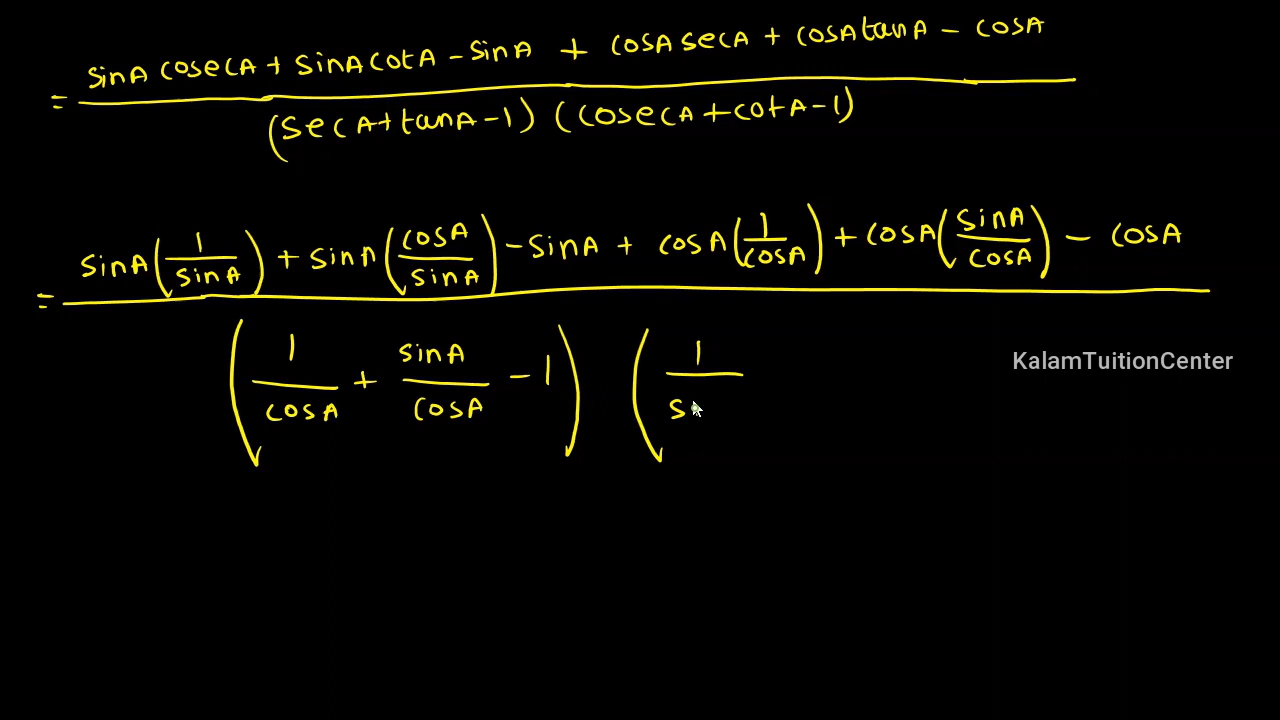 = sinA cosecA + sinA cotA - sinA + cosA secA + cosA tanA - cosA
(secA + tanA - 1) (cosecA + cotA - 1)
= sinA (1/sinA) + sinA (cosA/sinA) - sinA + cosA (1/cosA) + cosA (sinA/cosA) - cosA
(1/cosA + sinA/cosA - 1) (1/s
KalamTuitionCenter